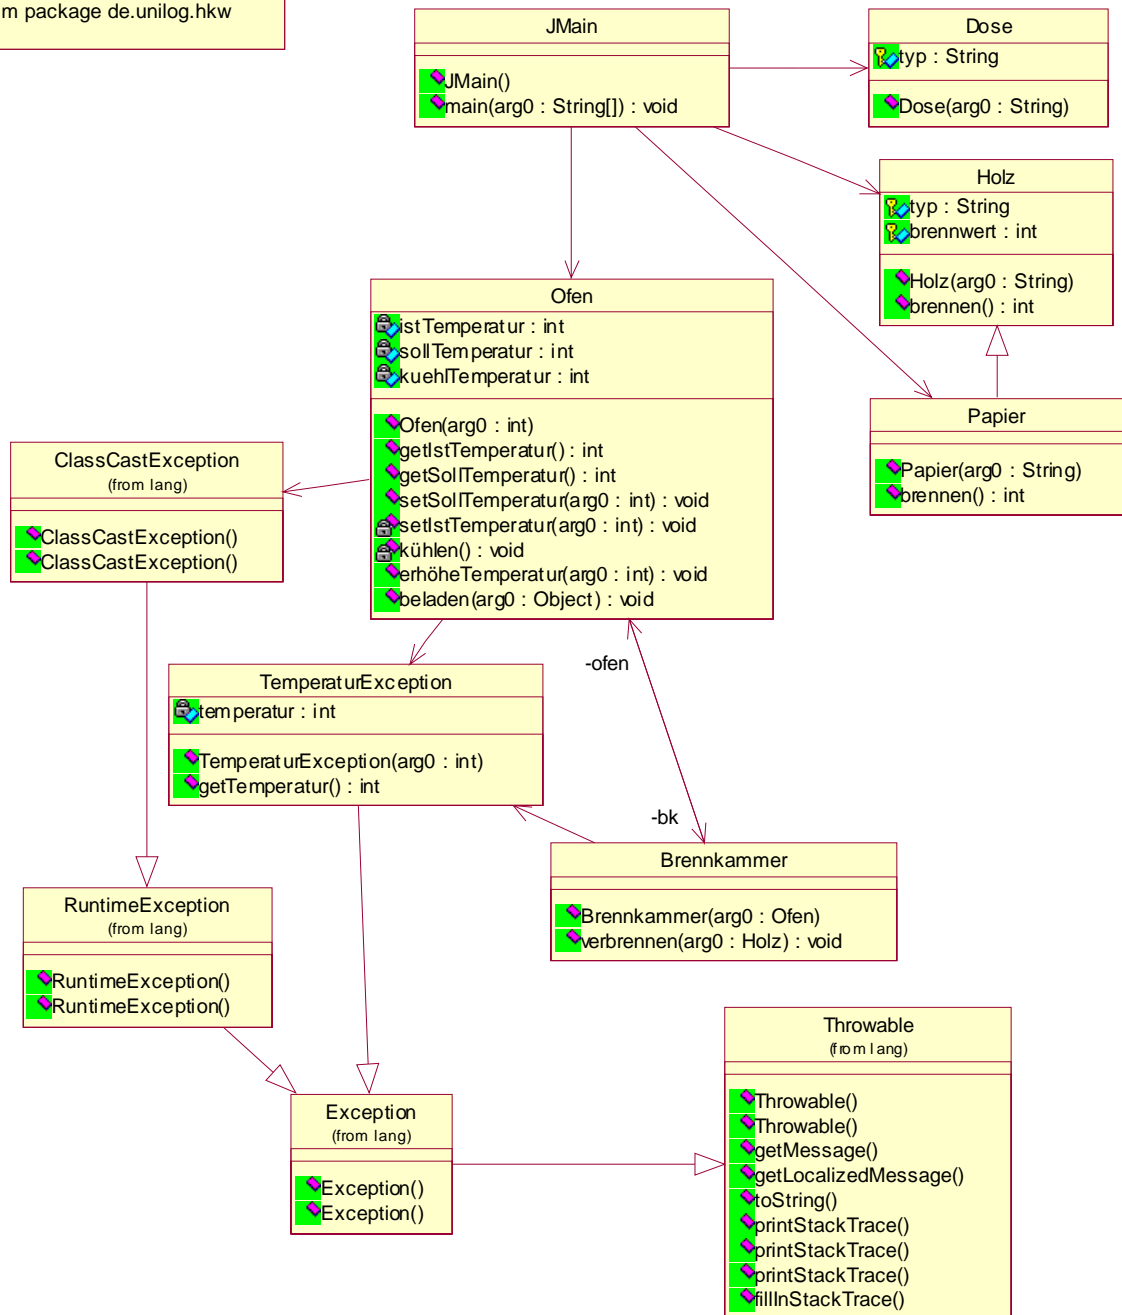 m package de.unilog.hkw
JMain
JMain()
main(arg0 : String[]) : void
Dose
typ : String
Dose(arg0 : String)
Holz
typ : String
brennwert : int
Holz(arg0 : String)
brennen() : int
Ofen
istTemperatur : int
sollTemperatur : int
kuehlTemperatur : int
Ofen(arg0 : int)
getIstTemperatur() : int
getSollTemperatur() : int
setSollTemperatur(arg0 : int) : void
setIstTemperatur(arg0 : int) : void
kühlen() : void
erhöheTemperatur(arg0 : int) : void
beladen(arg0 : Object) : void
Papier
Papier(arg0 : String)
brennen() : int
ClassCastException
(from lang)
ClassCastException()
ClassCastException()
-ofen
TemperaturException
temperatur : int
TemperaturException(arg0 : int)
getTemperatur() : int
-bk
Brennkammer
Brennkammer(arg0 : Ofen)
verbrennen(arg0 : Holz) : void
RuntimeException
(from lang)
RuntimeException()
RuntimeException()
Exception
(from lang)
Exception()
Exception()
Throwable
(from lang)
Throwable()
Throwable()
getMessage()
getLocalizedMessage()
toString()
printStackTrace()
printStackTrace()
printStackTrace()
fillInStackTrace()